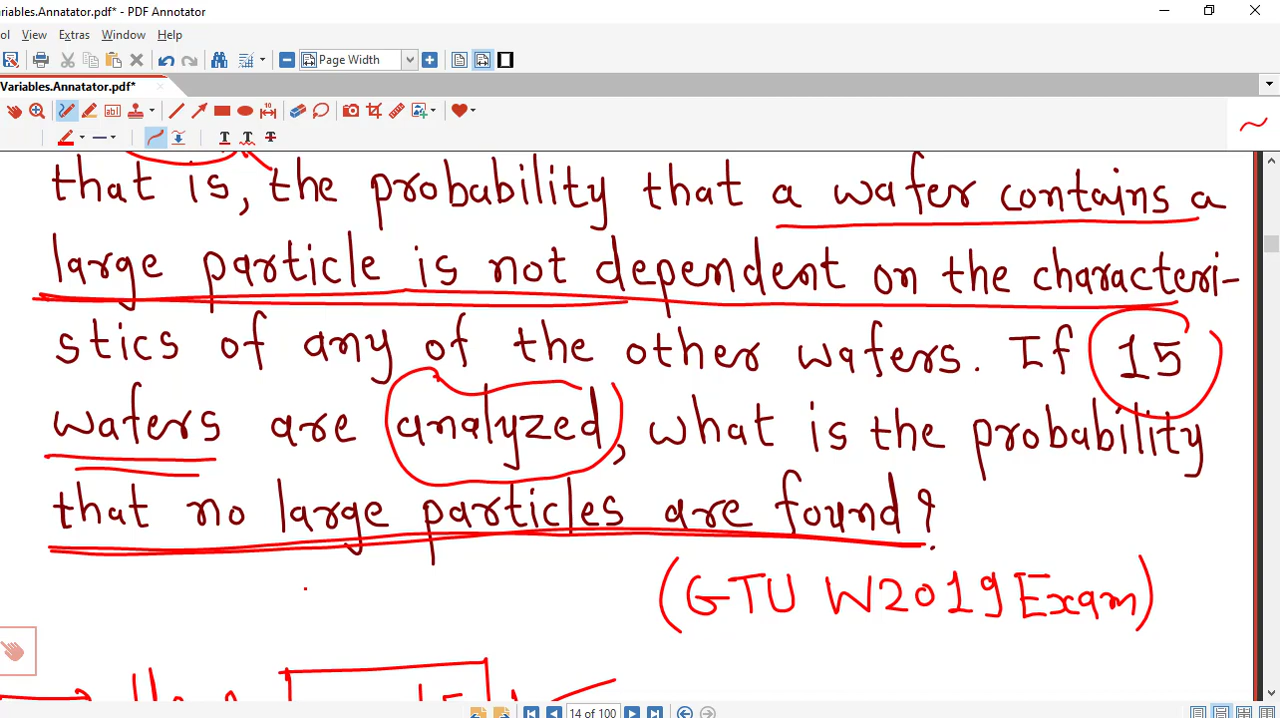 ariables.Annatator.pdf* - PDF Annotator
ol View Extras Window Help
Page Width
Variables.Annatator.pdf*
that is, the probability that a wafer contains a
large particle is not dependent on the characteri-
stics of any of the other wafers. If 15
wafers are analyzed, what is the probability
that no large particles are found?
(GTU W2019 Exam)
14 of 100